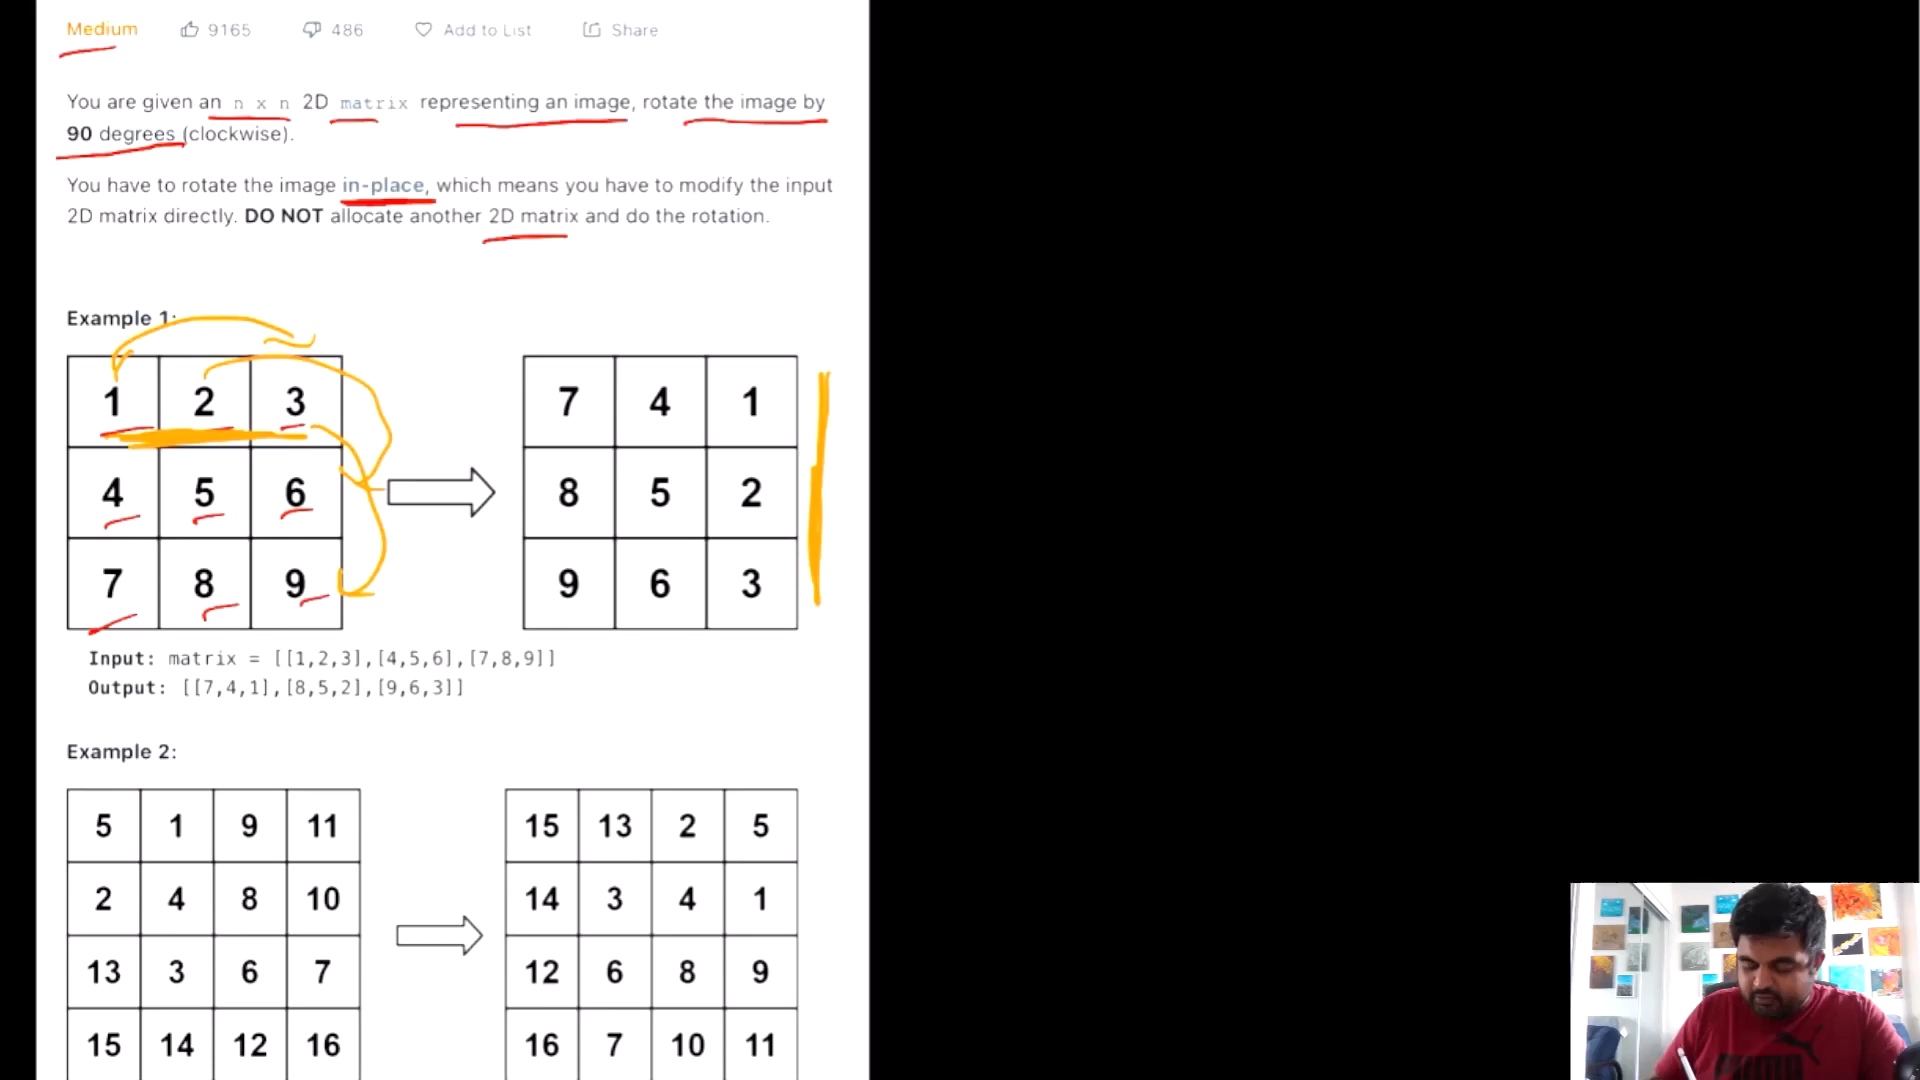 Medium 9165 486 Add to List Share
You are given an n x n 2D matrix representing an image, rotate the image by
90 degrees (clockwise).
You have to rotate the image in-place, which means you have to modify the input
2D matrix directly. DO NOT allocate another 2D matrix and do the rotation.
Example 1:
1 2 3
4 5 6
7 8 9
7 4 1
8 5 2
9 6 3
Input: matrix = [[1,2,3],[4,5,6],[7,8,9]]
Output: [[7,4,1],[8,5,2],[9,6,3]]
Example 2:
5 1 9 11
2 4 8 10
13 3 6 7
15 14 12 16
15 13 2 5
14 3 4 1
12 6 8 9
16 7 10 11